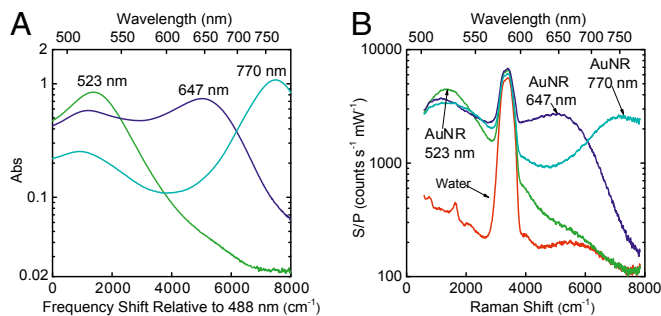 A
Wavelength (nm)
500 550 600 650 700 750
2
1
0.1
0.02
Abs
523 nm
647 nm
770 nm
0 2000 4000 6000 8000
Frequency Shift Relative to 488 nm (cm⁻¹)
B
Wavelength (nm)
500 550 600 650 700 750
10000
1000
100
S/P (counts s⁻¹ mW⁻¹)
AuNR
523 nm
AuNR
647 nm
AuNR
770 nm
Water
0 2000 4000 6000 8000
Raman Shift (cm⁻¹)